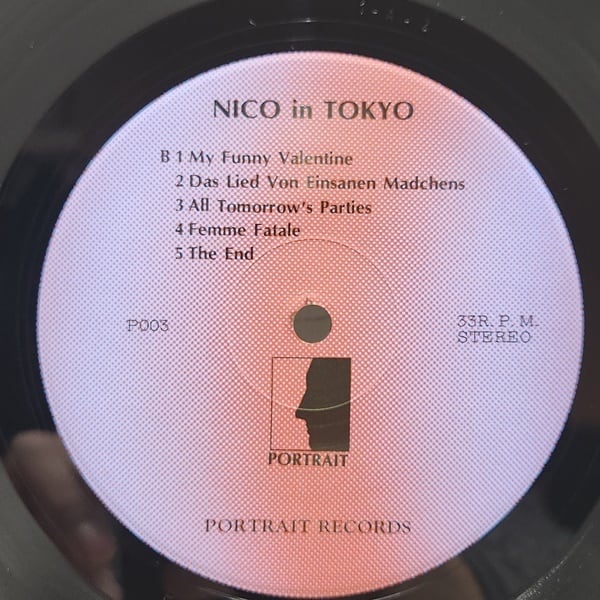 NICO in TOKYO
B 1 My Funny Valentine
2 Das Lied Von Einsanen Madchens
3 All Tomorrow's Parties
4 Femme Fatale
5 The End
P003
33R. P. M.
STEREO
PORTRAIT
PORTRAIT RECORDS